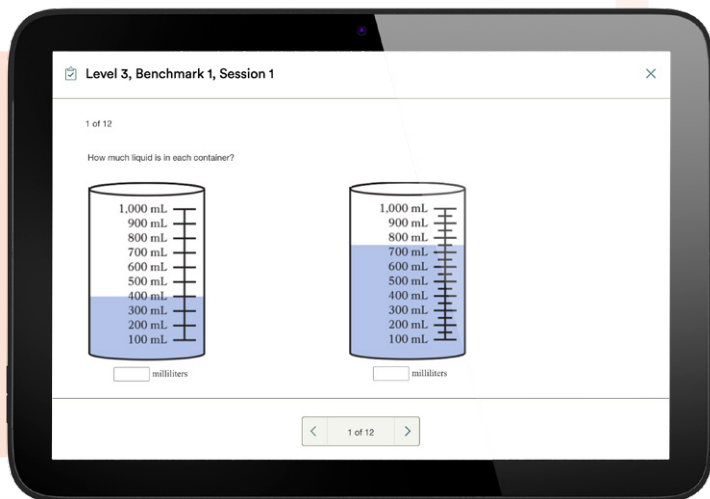 Level 3, Benchmark 1, Session 1
1 of 12
How much liquid is in each container?
1,000 mL
900 mL
800 mL
700 mL
600 mL
500 mL
400 mL
300 mL
200 mL
100 mL
milliliters
1,000 mL
900 mL
800 mL
700 mL
600 mL
500 mL
400 mL
300 mL
200 mL
100 mL
milliliters
1 of 12